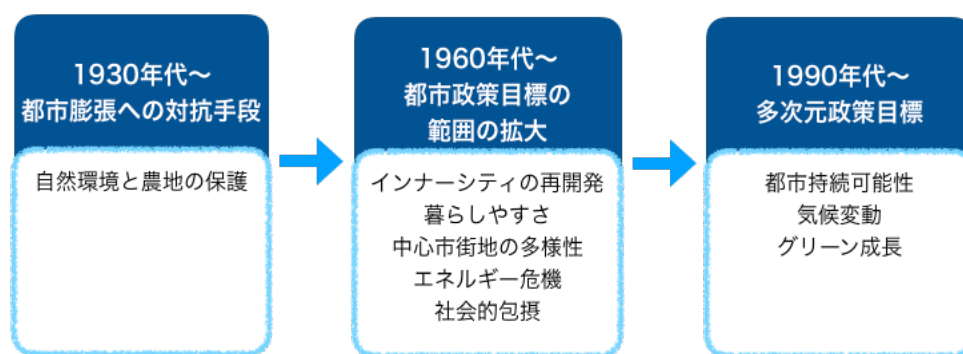 1930年代～
都市膨張への対抗手段
自然環境と農地の保護
1960年代～
都市政策目標の
範囲の拡大
インナーシティの再開発
暮らしやすさ
中心市街地の多様性
エネルギー危機
社会的包摂
1990年代～
多次元政策目標
都市持続可能性
気候変動
グリーン成長